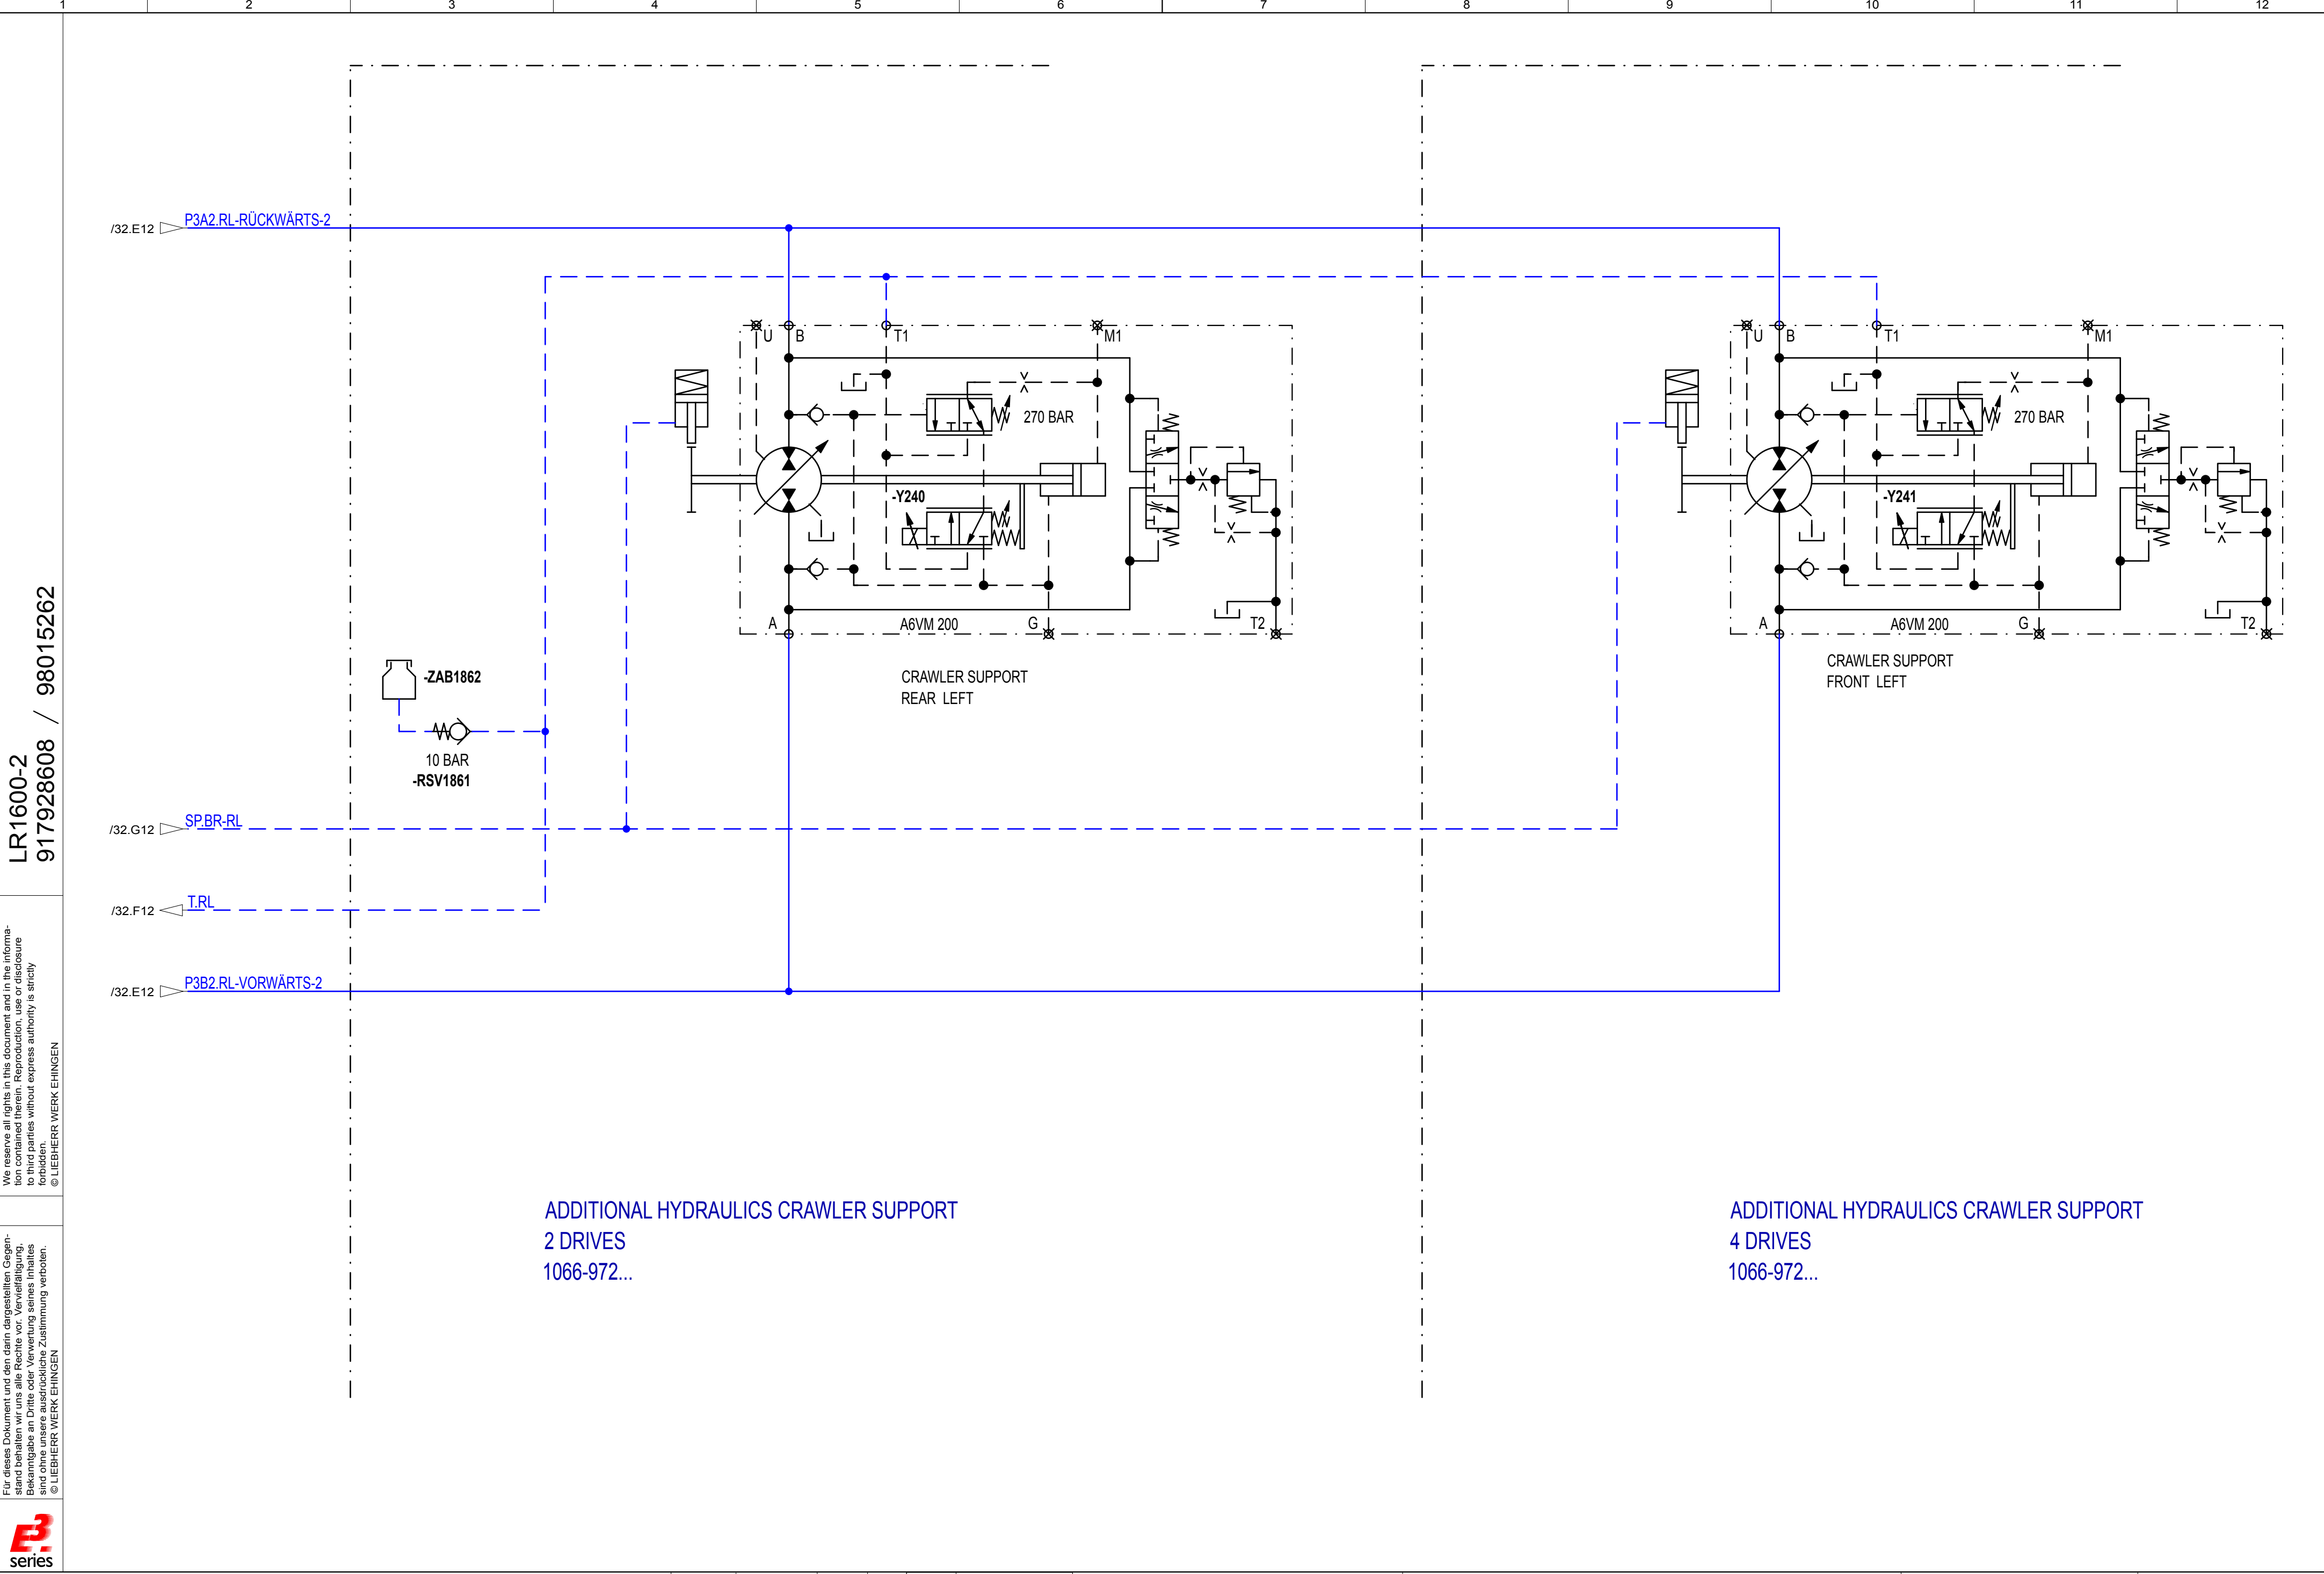 1 2 3 4 5 6 7 8 9 10 11 12
/32.E12 P3A2.RL-RÜCKWÄRTS-2
U B T1 M1
270 BAR
-Y240
A A6VM 200 G T2
CRAWLER SUPPORT
REAR LEFT
U B T1 M1
270 BAR
-Y241
A A6VM 200 G T2
CRAWLER SUPPORT
FRONT LEFT
-ZAB1862
10 BAR
-RSV1861
/32.G12 SP.BR-RL
/32.F12 T.RL
/32.E12 P3B2.RL-VORWÄRTS-2
ADDITIONAL HYDRAULICS CRAWLER SUPPORT
2 DRIVES
1066-972...
ADDITIONAL HYDRAULICS CRAWLER SUPPORT
4 DRIVES
1066-972...
LR1600-2
917928608 / 98015262
We reserve all rights in this document and in the informa-
tion contained therein. Reproduction, use or disclosure
to third parties without express authority is strictly
forbidden.
© LIEBHERR WERK EHINGEN
Für dieses Dokument und den darin dargestellten Gegen-
stand behalten wir uns alle Rechte vor. Vervielfältigung,
Bekanntgabe an Dritte oder Verwertung seines Inhaltes
sind ohne unsere ausdrückliche Zustimmung verboten.
© LIEBHERR WERK EHINGEN
E3
series